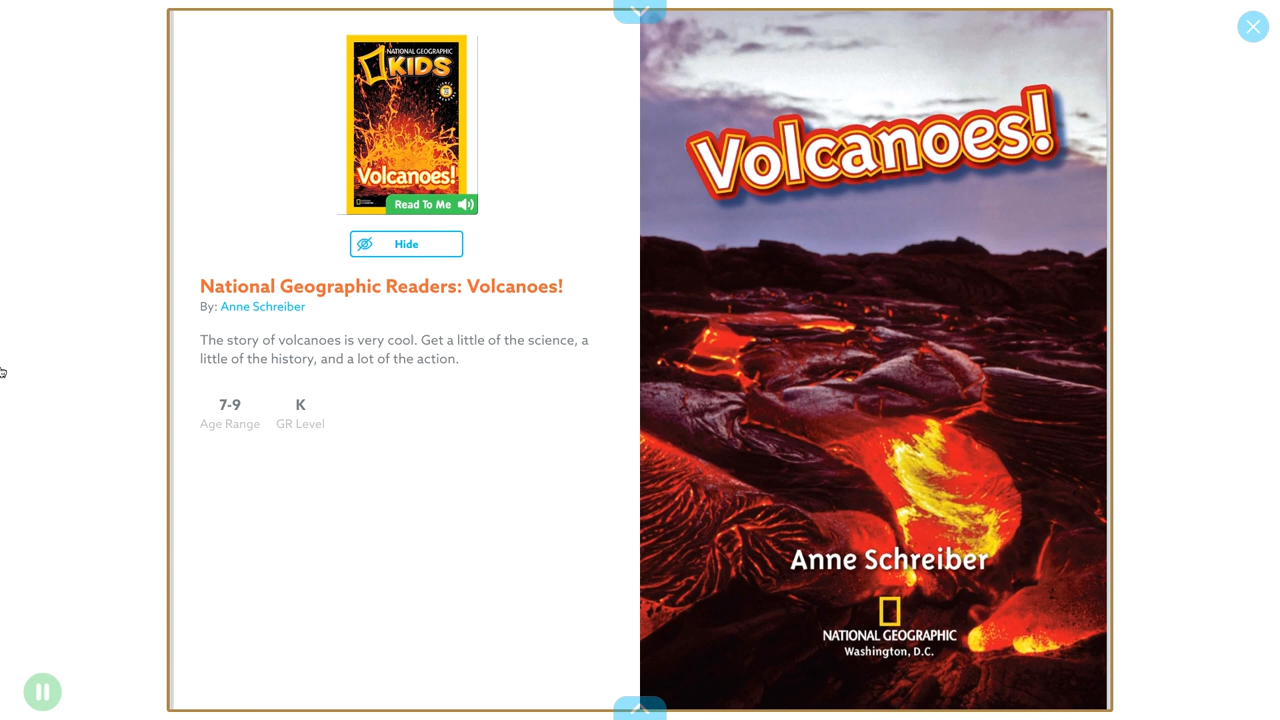 NATIONAL GEOGRAPHIC
KIDS
Volcanoes!
Read To Me
Hide
National Geographic Readers: Volcanoes!
By: Anne Schreiber
The story of volcanoes is very cool. Get a little of the science, a
little of the history, and a lot of the action.
7-9 K
Age Range GR Level
Volcanoes!
Anne Schreiber
NATIONAL GEOGRAPHIC
Washington, D.C.